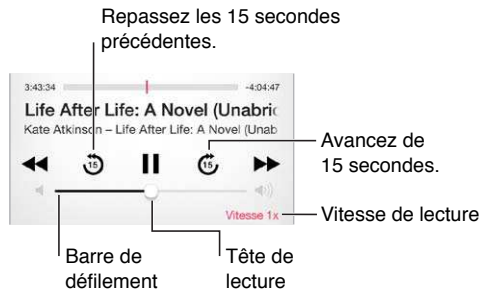 Repassez les 15 secondes
précédentes.
3:43:34
-4:04:47
Life After Life: A Novel (Unabric
Kate Atkinson – Life After Life: A Novel (Unab
15
15
Avancez de
15 secondes.
Vitesse 1x
Vitesse de lecture
Barre de
défilement
Tête de
lecture